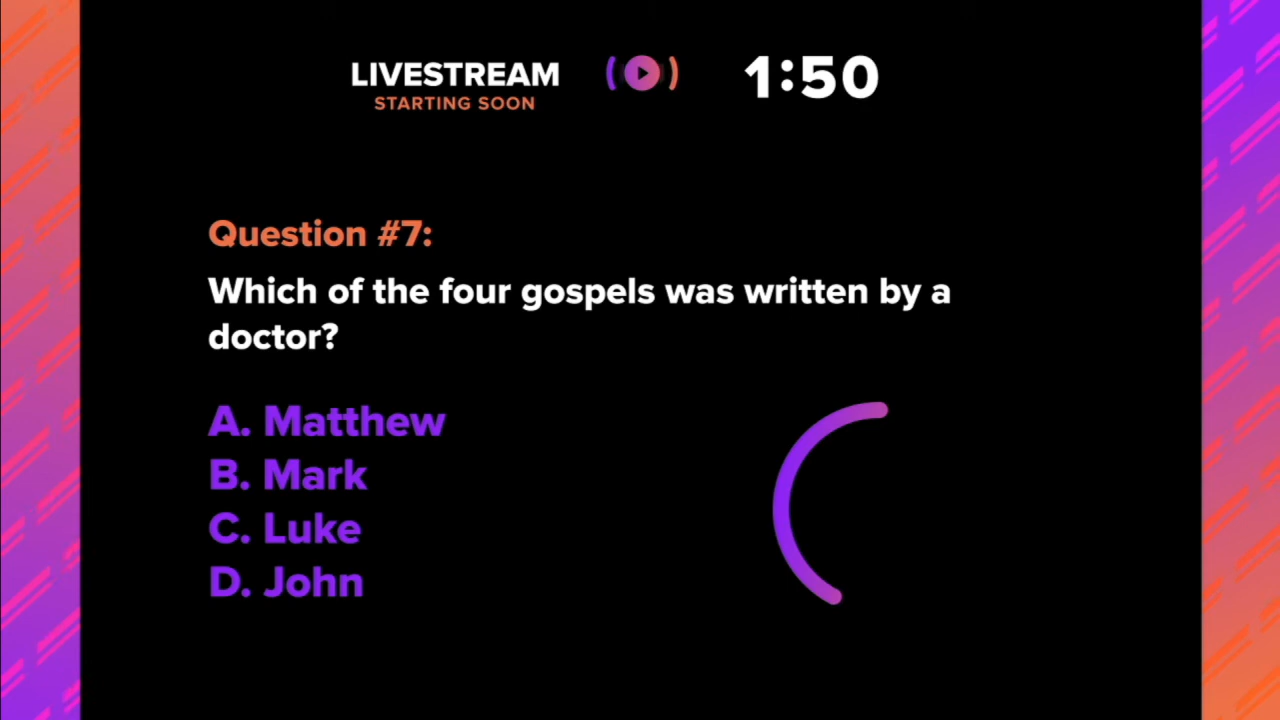 LIVESTREAM
STARTING SOON
1:50
Question #7:
Which of the four gospels was written by a
doctor?
A. Matthew
B. Mark
C. Luke
D. John